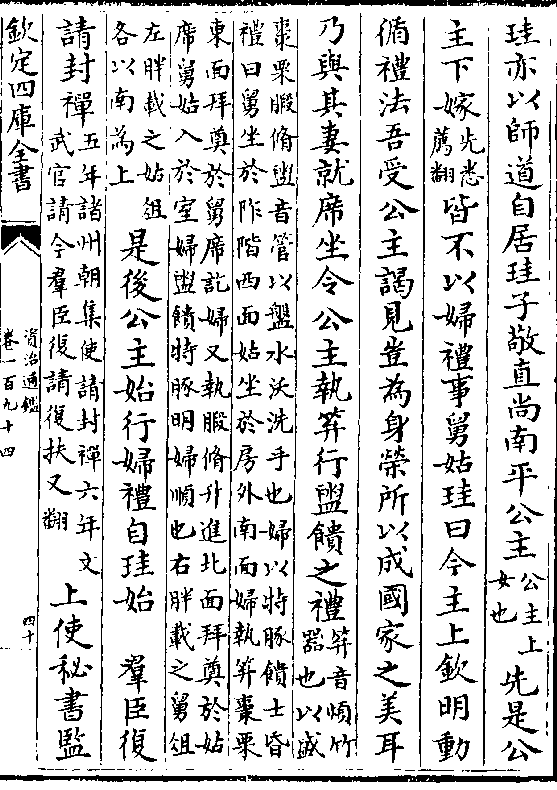 珪亦以師道自居珪子敬直尚南平公主公主上女也先是公
主下嫁先悉薦翻皆不以婦禮事舅姑珪曰今主上欽明動
循禮法吾受公主謁見豈為身榮所以成國家之美耳
乃與其妻就席坐令公主執笲行盥饋之禮笲音煩竹器也以盛
棗栗腶脩盥音管以盤水沃洗手也婦以特豚饋士昏
禮曰舅坐於阼階西面姑坐於房外南面婦執笲棗栗
東面拜奠於舅席訖婦又執腶脩升進北面拜奠於姑
席舅姑入於室婦盥饋特豚明婦順也右胖載之舅俎
左胖載之姑俎各以南為上是後公主始行婦禮自珪始 羣臣復
請封禪五年諸州朝集使請封禪六年文武官請今羣臣復請復扶又翻上使秘書監
欽定四庫全書
資治通鑑
卷一百九十四
四十